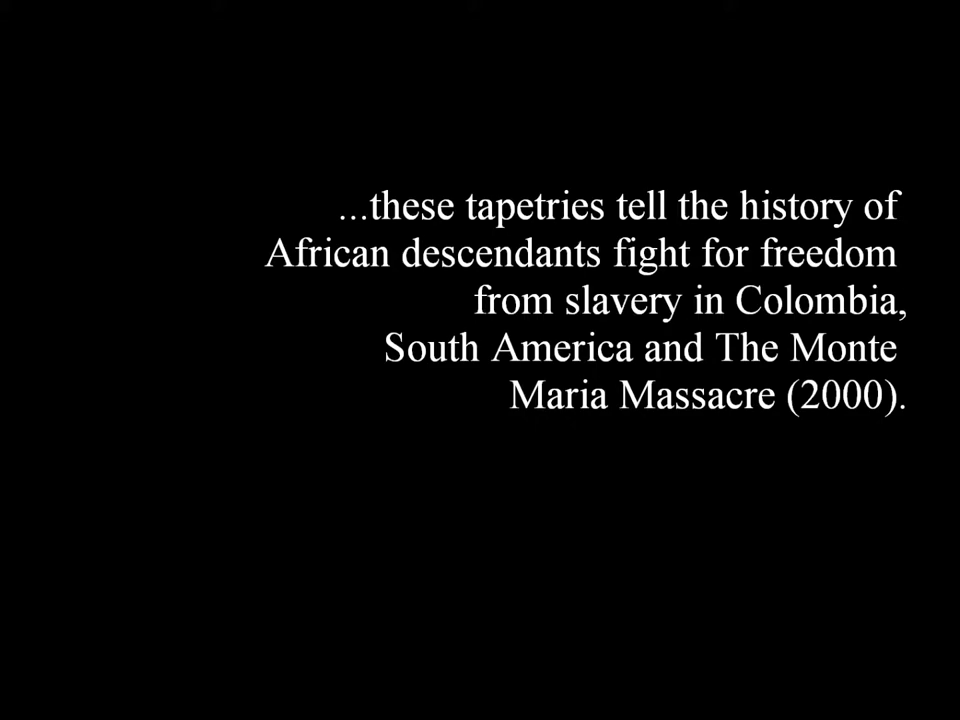 ...these tapetries tell the history of
African descendants fight for freedom
from slavery in Colombia,
South America and The Monte
Maria Massacre (2000).